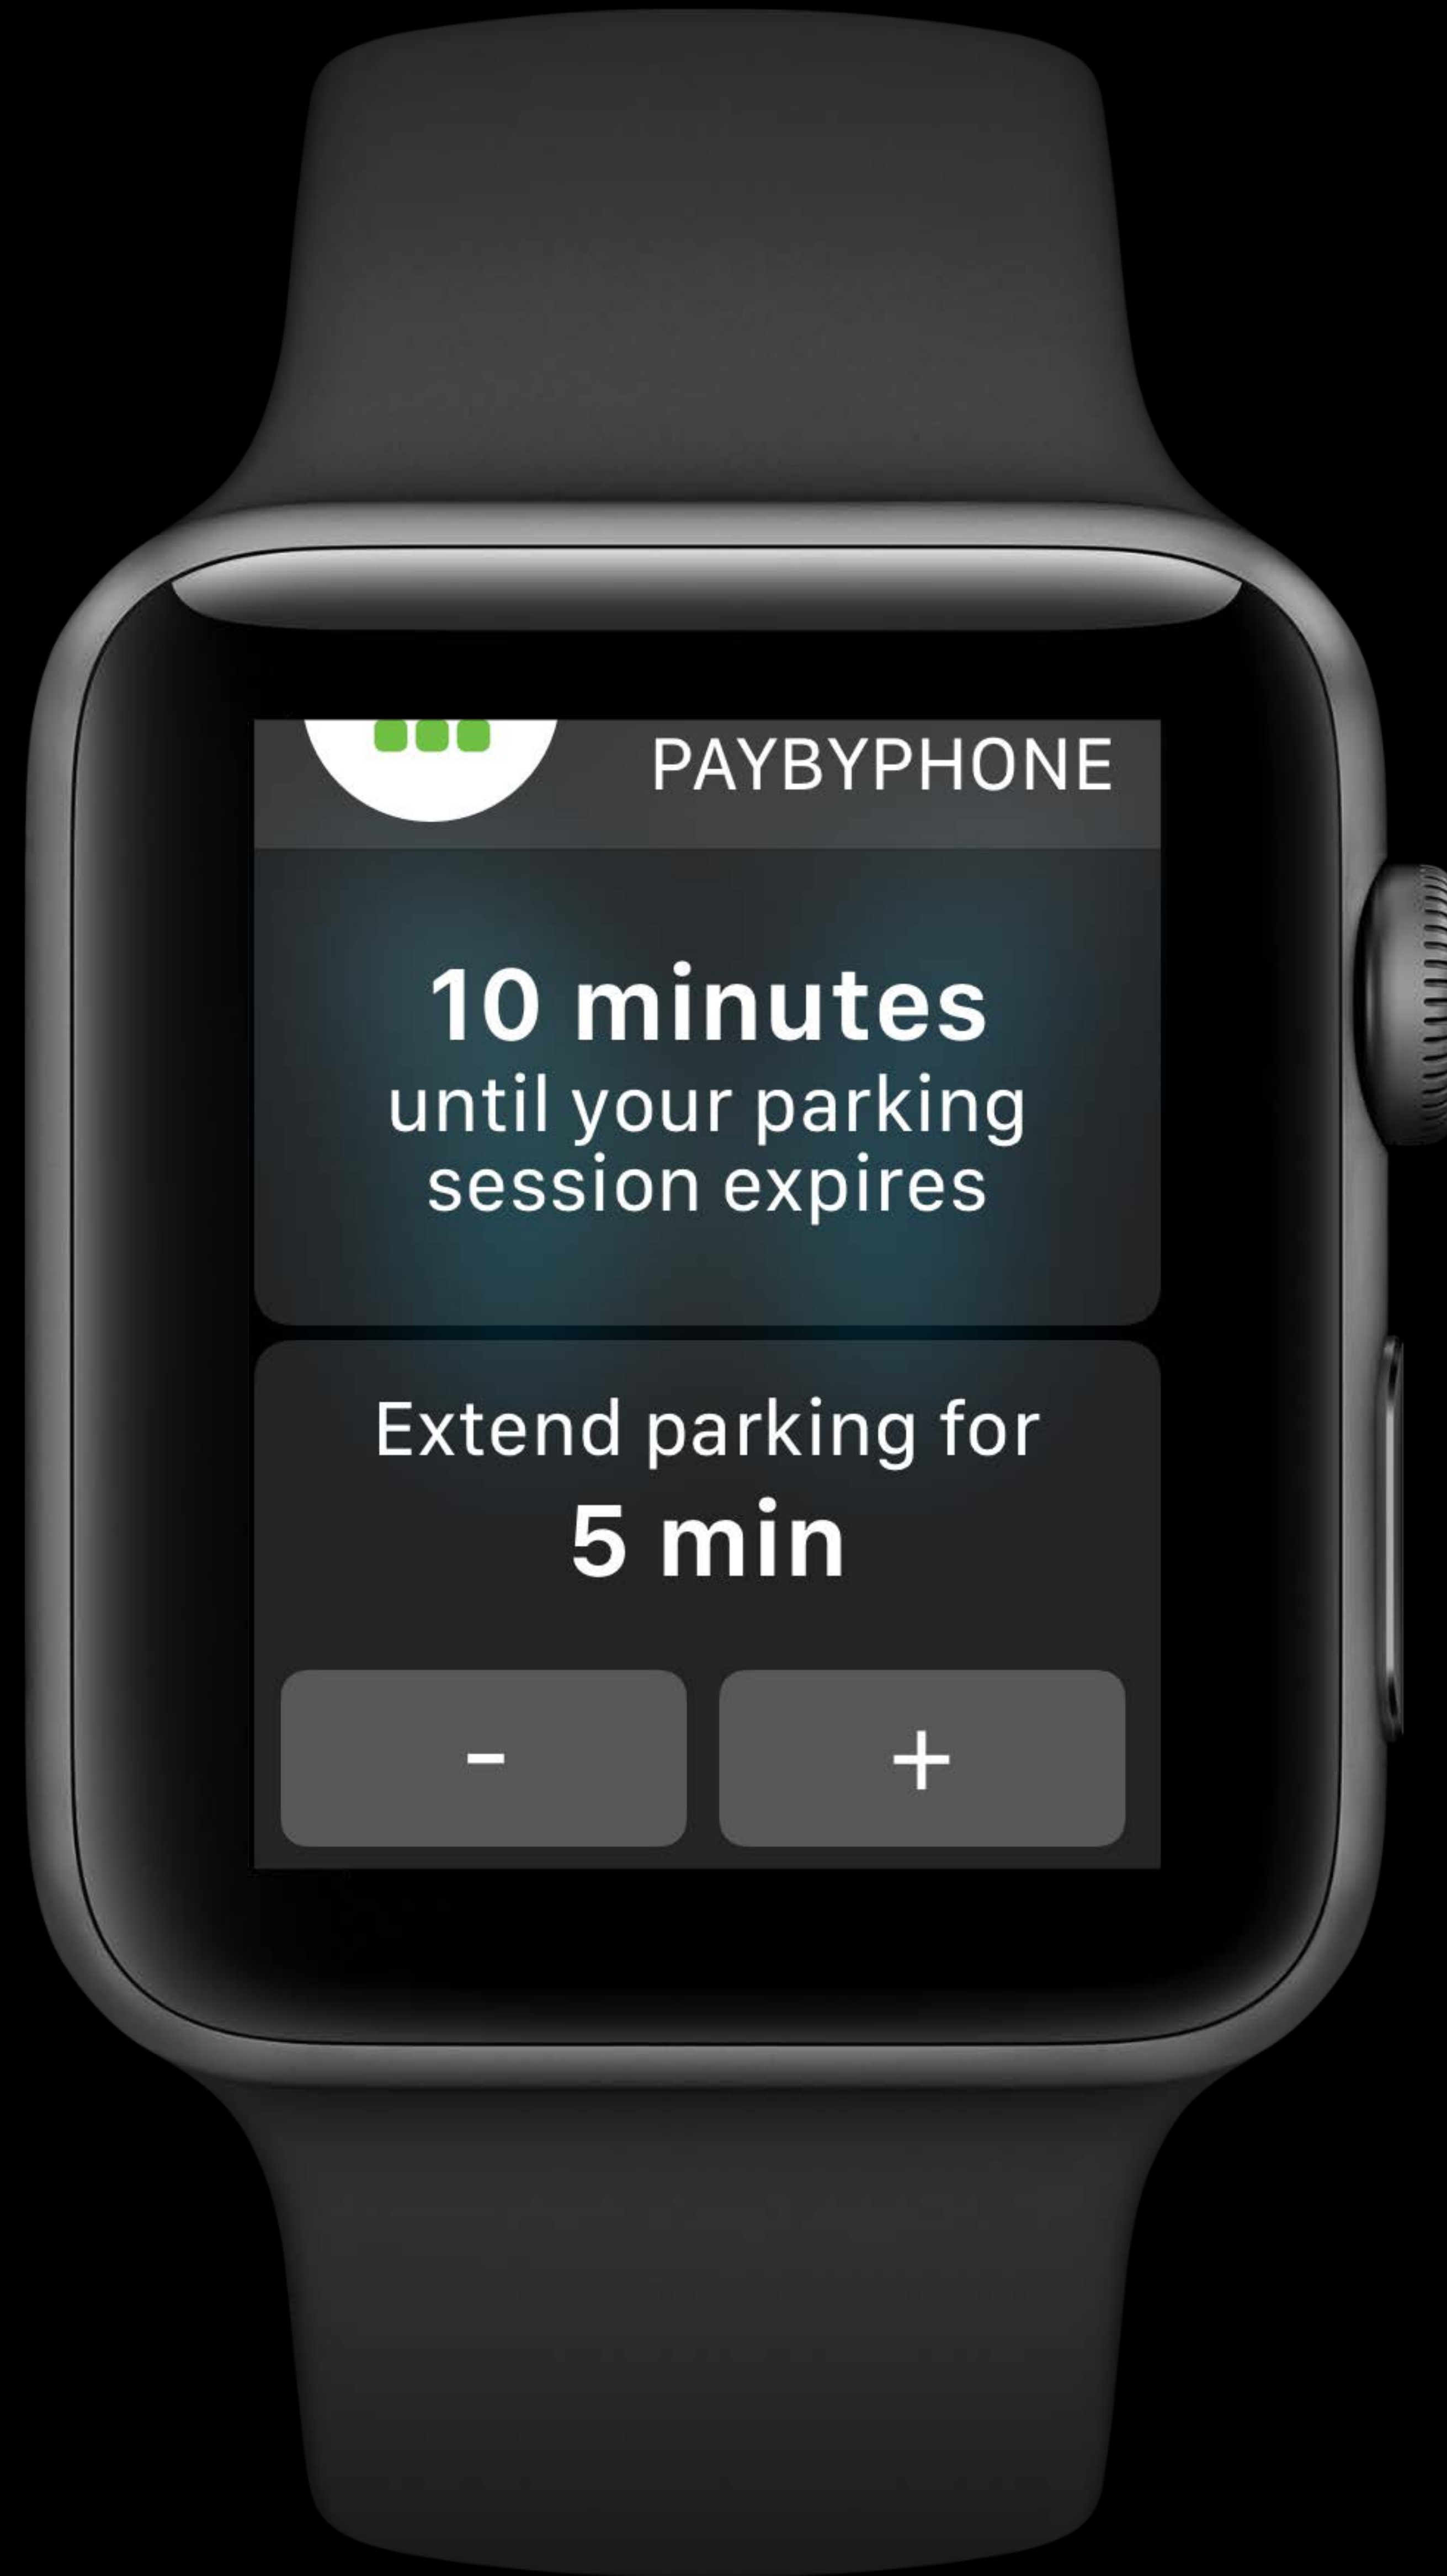 PAYBYPHONE
10 minutes
until your parking
session expires
Extend parking for
5 min
- +